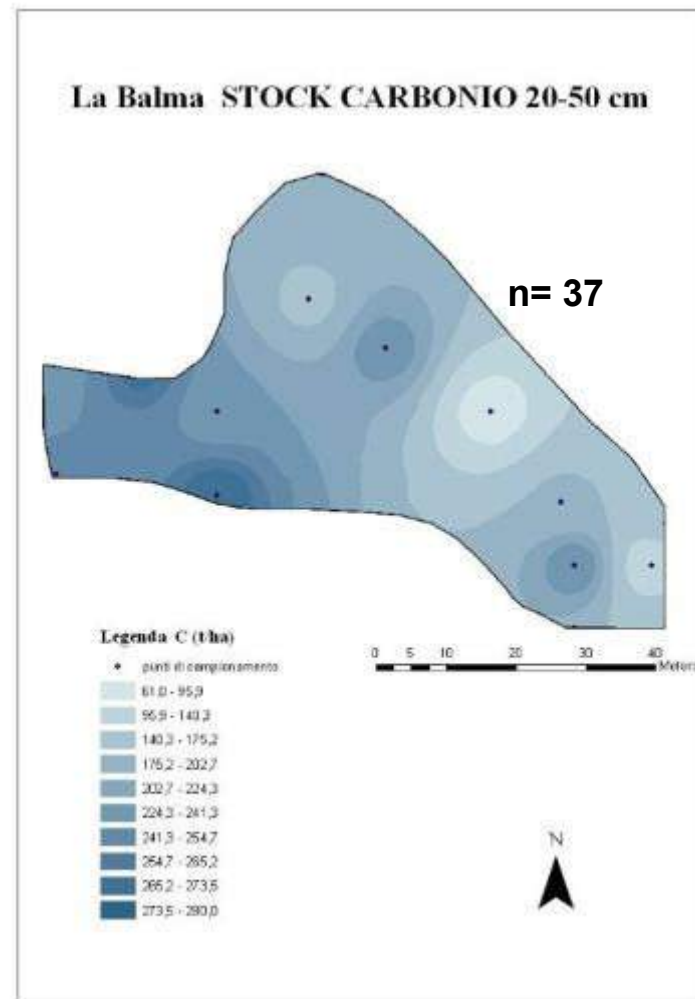 La Balma STOCK CARBONIO 20-50 cm
n= 37
Legenda C (t/ha)
punti di campionamento
61,0 - 95,9
95,9 - 140,3
140,3 - 175,2
175,2 - 202,7
202,7 - 224,3
224,3 - 241,3
241,3 - 254,7
254,7 - 265,2
265,2 - 273,5
273,5 - 280,0
0 5 10 20 30 40
Meters
N